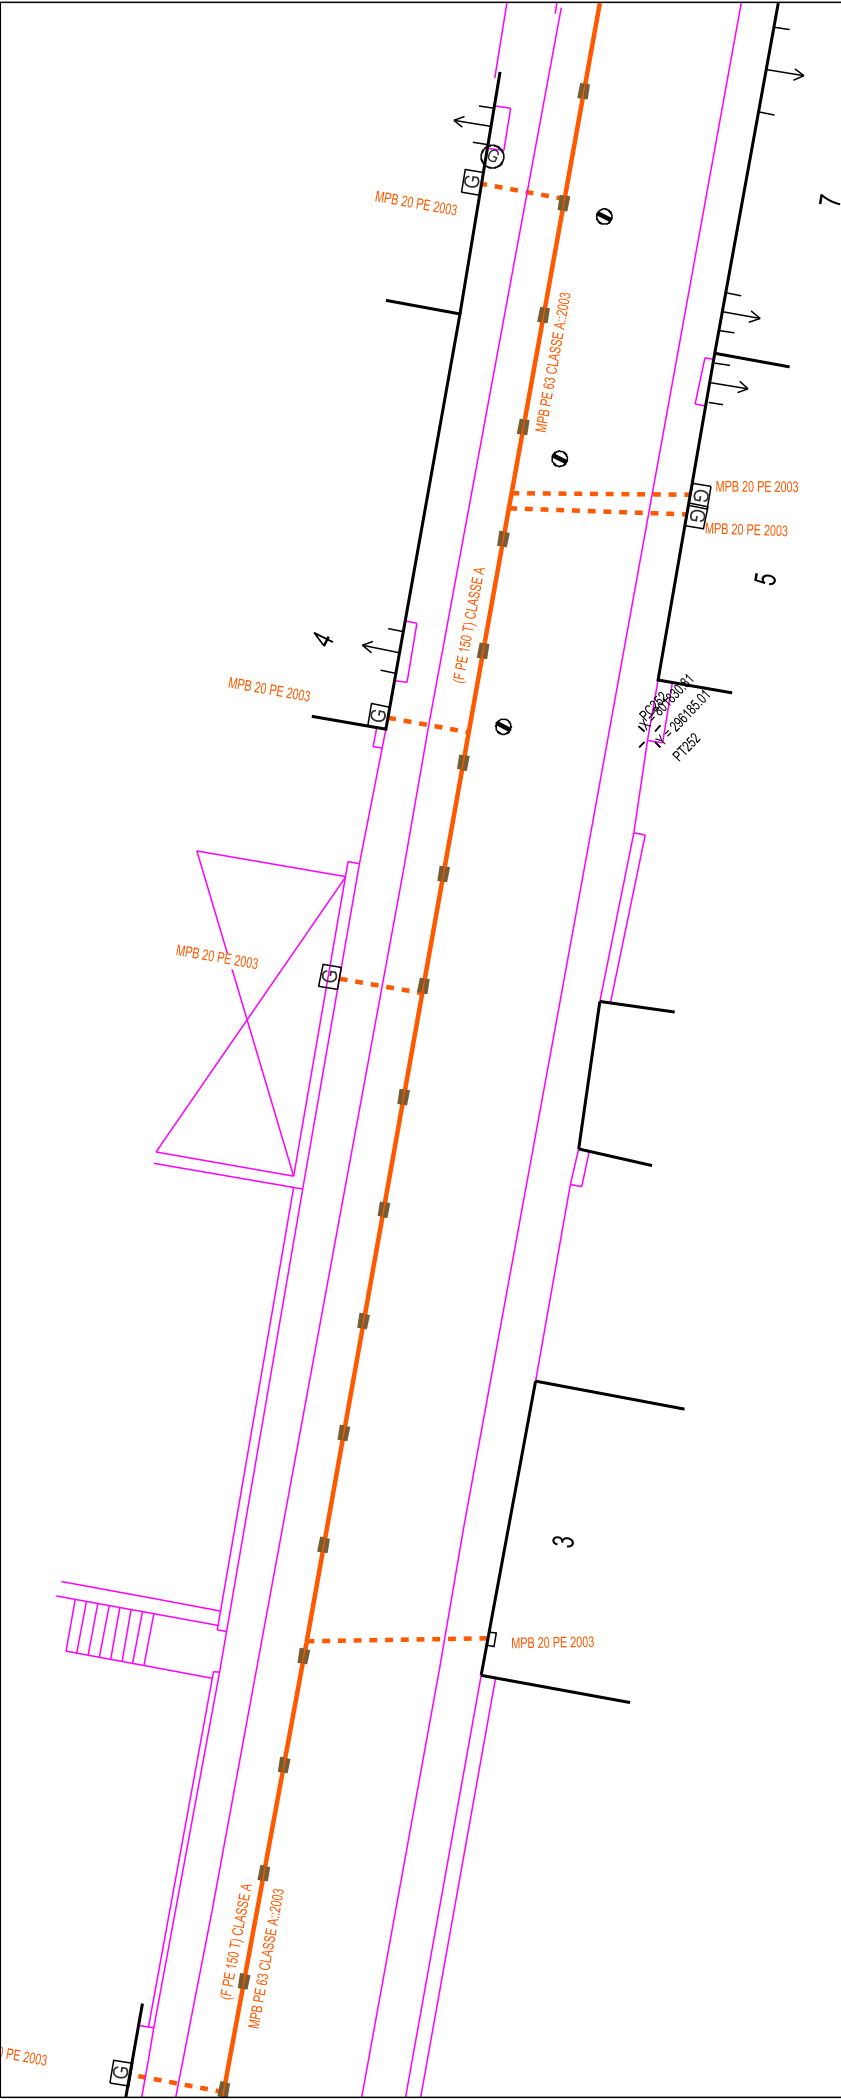 G
G
MPB 20 PE 2003
7
MPB PE 63 CLASSE A::2003
MPB 20 PE 2003
G
G
MPB 20 PE 2003
5
(F PE 150 T) CLASSE A
4
MPB 20 PE 2003
G
PC252
Y = 296185.01
PT252
MPB 20 PE 2003
G
3
MPB 20 PE 2003
(F PE 150 T) CLASSE A
MPB PE 63 CLASSE A::2003
PE 2003
G